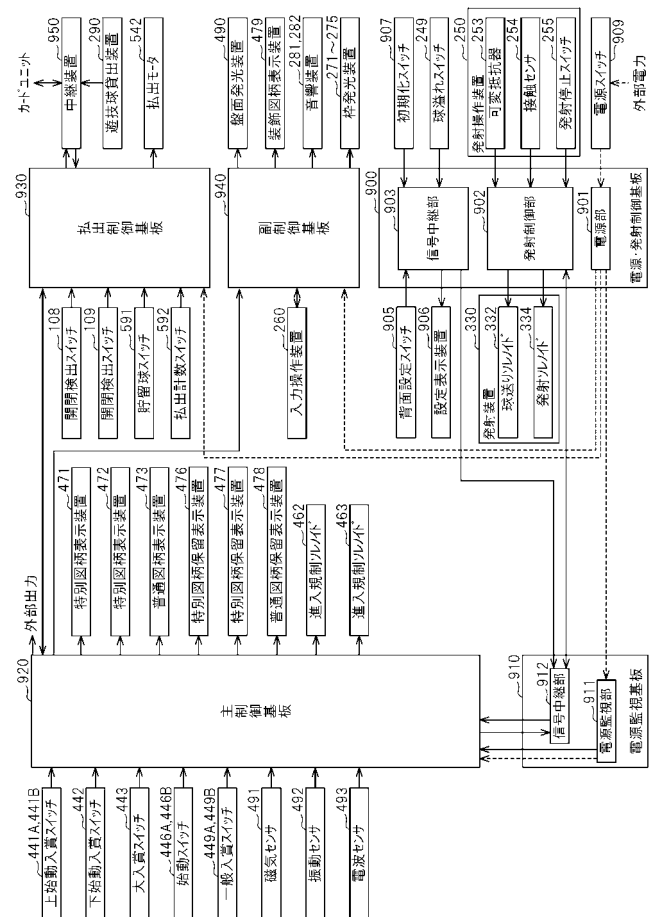 外部出力
920
主制御基板
441A,441B
上始動入賞スイッチ
442
下始動入賞スイッチ
443
大入賞スイッチ
446A,446B
始動スイッチ
449A,449B
一般入賞スイッチ
491
磁気センサ
492
振動センサ
493
電波センサ
471
特別図柄表示装置
472
特別図柄表示装置
473
普通図柄表示装置
476
特別図柄保留表示装置
477
特別図柄保留表示装置
478
普通図柄保留表示装置
462
進入規制ソレノイド
463
進入規制ソレノイド
910
912
信号中継部
911
電源監視部
電源監視基板
108
開閉検出スイッチ
109
開閉検出スイッチ
591
貯留球スイッチ
592
払出計数スイッチ
930
払出制御基板
カードユニット
950
中継装置
290
遊技球貸出装置
542
払出モータ
260
入力操作装置
940
副制御基板
490
盤面発光装置
479
装飾図柄表示装置
281,282
音響装置
271～275
枠発光装置
905
背面設定スイッチ
906
設定表示装置
330
発射装置
332
球送りソレノイド
334
発射ソレノイド
900
903
信号中継部
902
発射制御部
901
電源部
電源・発射制御基板
907
初期化スイッチ
249
球溢れスイッチ
250
発射操作装置
253
可変抵抗器
254
接触センサ
255
発射停止スイッチ
909
電源スイッチ
外部電力